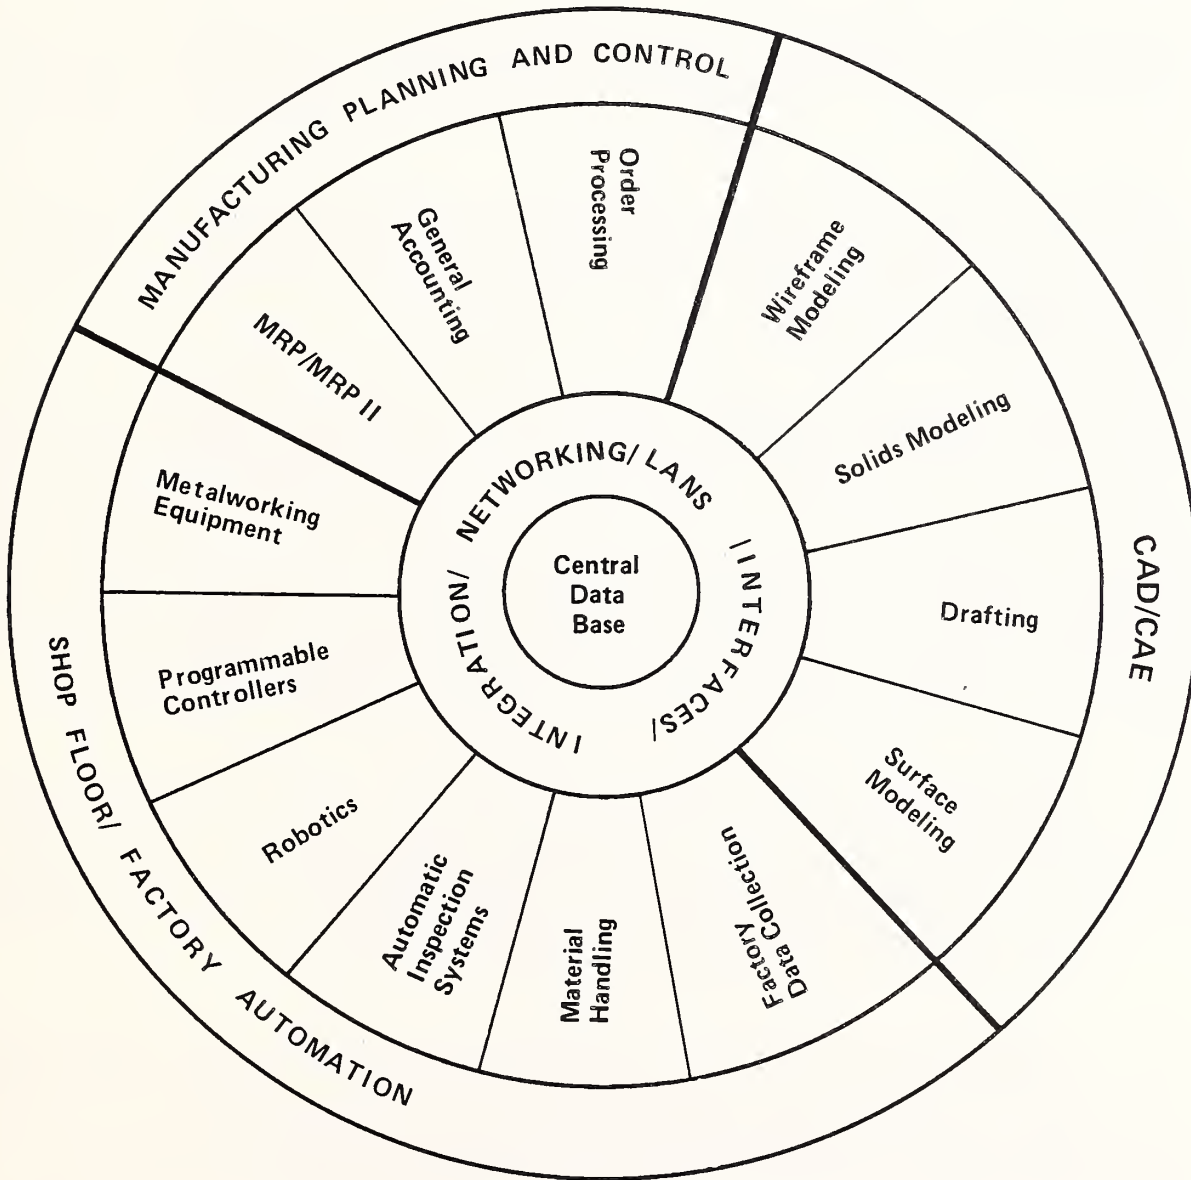 MANUFACTURING PLANNING AND CONTROL
Order
Processing
General
Accounting
MRP/MRP II
CAD/CAE
Wireframe
Modeling
Solids Modeling
Drafting
Surface
Modeling
SHOP FLOOR/ FACTORY AUTOMATION
Metalworking
Equipment
Programmable
Controllers
Robotics
Automatic
Inspection
Systems
Material
Handling
Factory
Data Collection
INTEGRATION/ NETWORKING/ LANS // INTERFACES/
Central
Data
Base